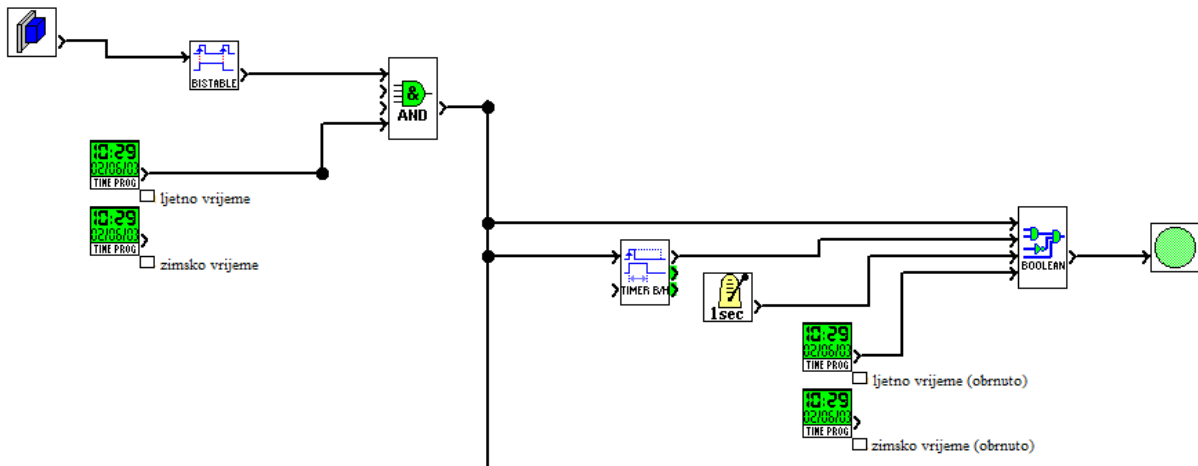 BISTABLE
&
AND
10:29
02/06/03
TIME PROG
ljetno vrijeme
10:29
02/06/03
TIME PROG
zimsko vrijeme
TIMER B/H
1sec
BOOLEAN
10:29
02/06/03
TIME PROG
ljetno vrijeme (obrnuto)
10:29
02/06/03
TIME PROG
zimsko vrijeme (obrnuto)